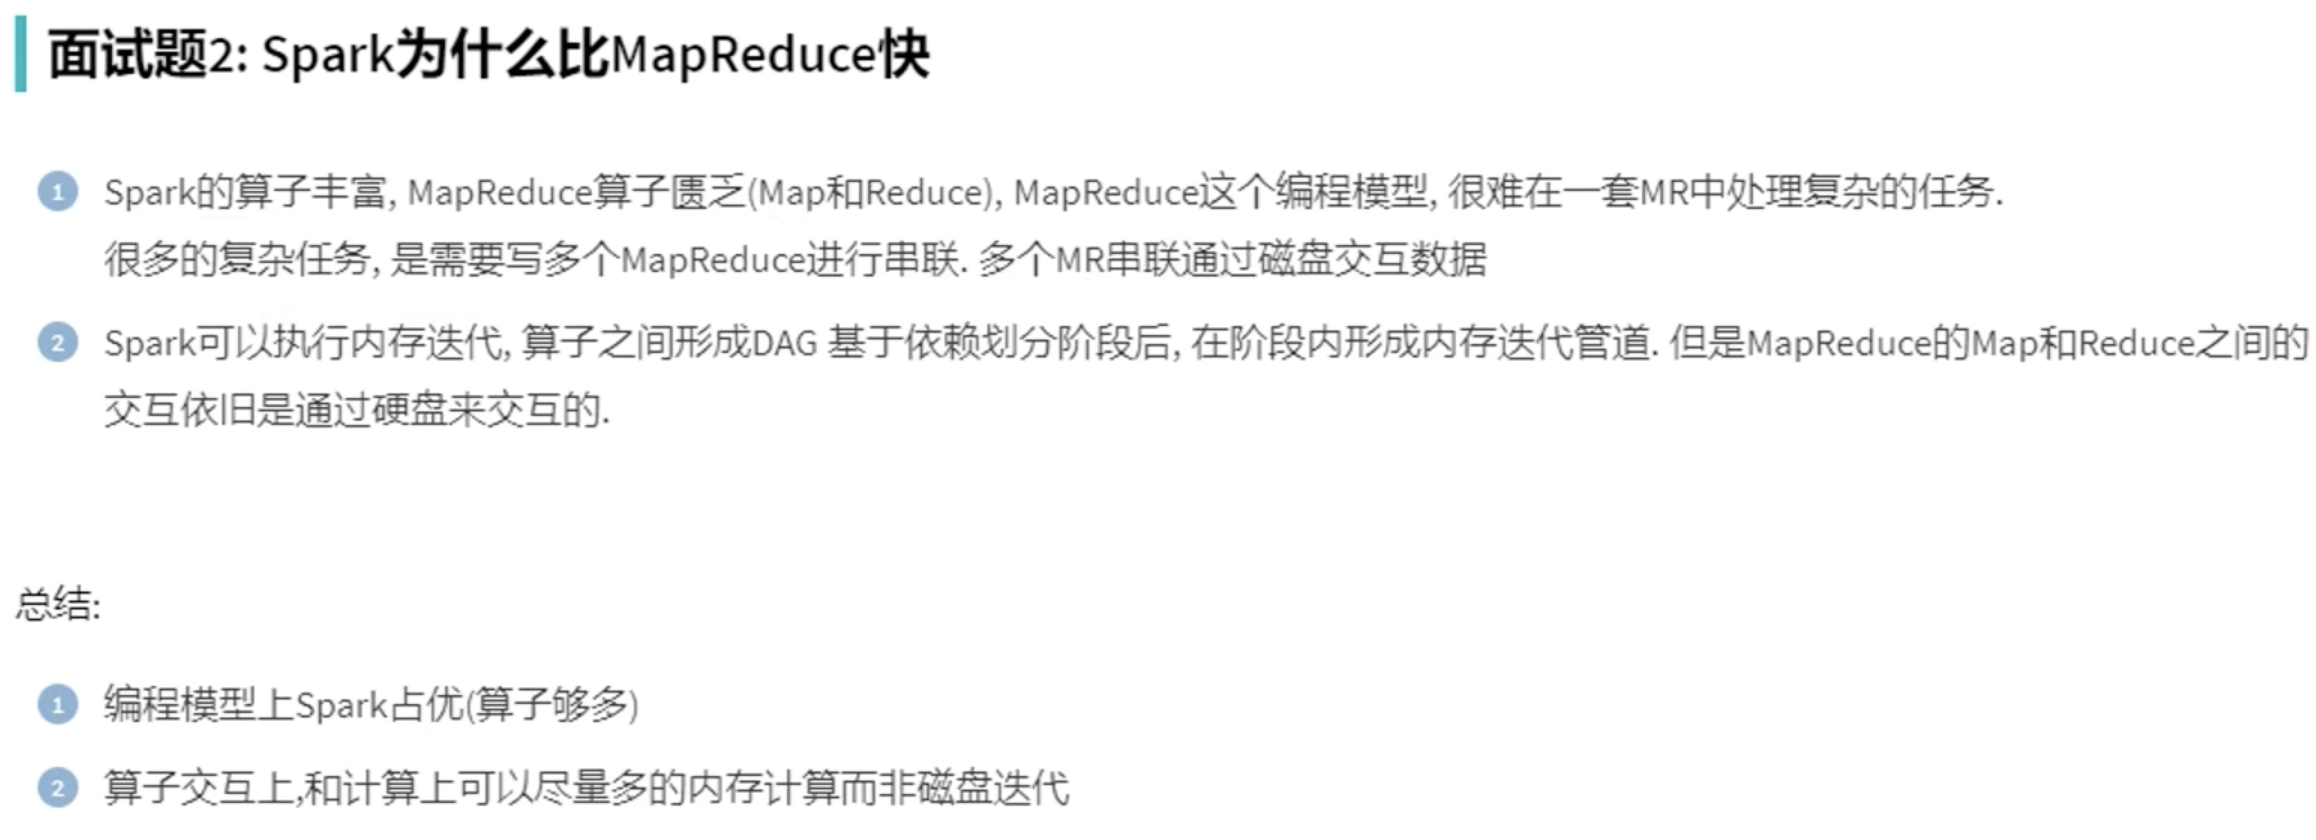 面试题2: Spark为什么比MapReduce快
1 Spark的算子丰富, MapReduce算子匮乏(Map和Reduce), MapReduce这个编程模型, 很难在一套MR中处理复杂的任务.
很多的复杂任务, 是需要写多个MapReduce进行串联. 多个MR串联通过磁盘交互数据
2 Spark可以执行内存迭代, 算子之间形成DAG 基于依赖划分阶段后, 在阶段内形成内存迭代管道. 但是MapReduce的Map和Reduce之间的
交互依旧是通过硬盘来交互的.
总结:
1 编程模型上Spark占优(算子够多)
2 算子交互上,和计算上可以尽量多的内存计算而非磁盘迭代